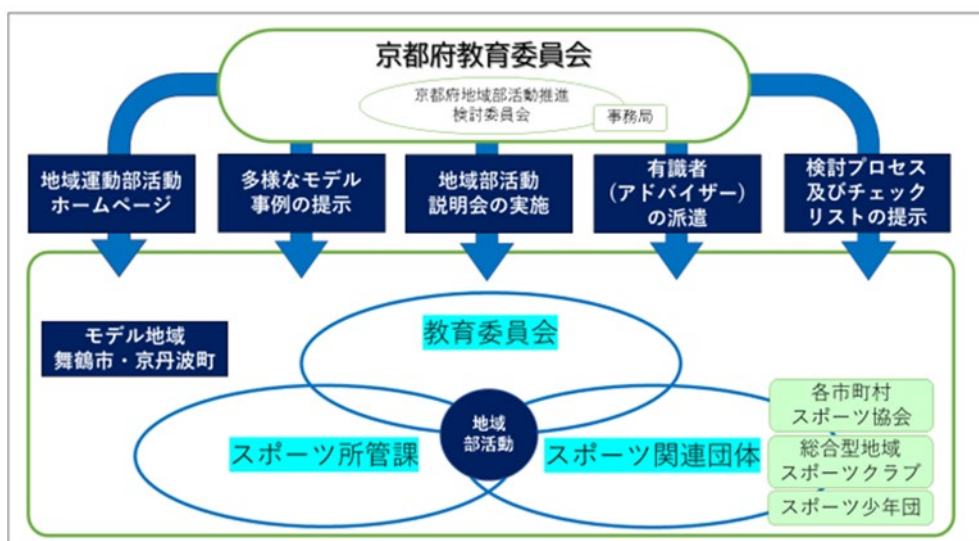 京都府教育委員会
京都府地域部活動推進
検討委員会
事務局
地域運動部活動
ホームページ
多様なモデル
事例の提示
地域部活動
説明会の実施
有識者
(アドバイザー)
の派遣
検討プロセス
及びチェック
リストの提示
モデル地域
舞鶴市・京丹波町
教育委員会
地域
部活動
スポーツ所管課
スポーツ関連団体
各市町村
スポーツ協会
総合型地域
スポーツクラブ
スポーツ少年団